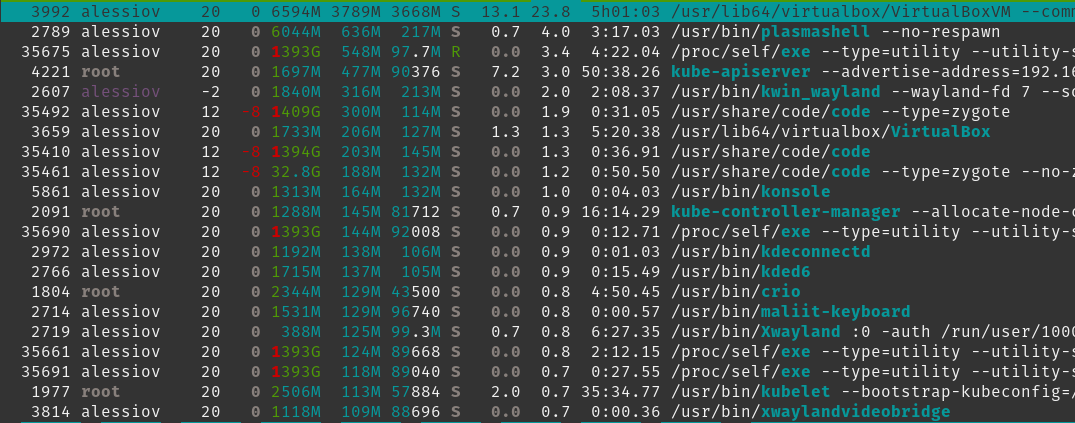 3992 alessiov 20 0 6594M 3789M 3668M S 13.1 23.8 5h01:03 /usr/lib64/virtualbox/VirtualBoxVM --comm
2789 alessiov 20 0 6044M 636M 217M S 0.7 4.0 3:17.03 /usr/bin/plasmashell --no-respawn
35675 alessiov 20 0 1393G 548M 97.7M R 0.0 3.4 4:22.04 /proc/self/exe --type=utility --utility-s
4221 root 20 0 1697M 477M 90376 S 7.2 3.0 50:38.26 kube-apiserver --advertise-address=192.16
2607 alessiov -2 0 1840M 316M 213M S 0.0 2.0 2:08.37 /usr/bin/kwin_wayland --wayland-fd 7 --so
35492 alessiov 12 -8 1409G 300M 114M S 0.0 1.9 0:31.05 /usr/share/code/code --type=zygote
3659 alessiov 20 0 1733M 206M 127M S 1.3 1.3 5:20.38 /usr/lib64/virtualbox/VirtualBox
35410 alessiov 12 -8 1394G 203M 145M S 0.0 1.3 0:36.91 /usr/share/code/code
35461 alessiov 12 -8 32.8G 188M 132M S 0.0 1.2 0:50.50 /usr/share/code/code --type=zygote --no-z
5861 alessiov 20 0 1313M 164M 132M S 0.0 1.0 0:04.03 /usr/bin/konsole
2091 root 20 0 1288M 145M 81712 S 0.7 0.9 16:14.29 kube-controller-manager --allocate-node-c
35690 alessiov 20 0 1393G 144M 92008 S 0.0 0.9 0:12.71 /proc/self/exe --type=utility --utility-s
2972 alessiov 20 0 1192M 138M 106M S 0.0 0.9 0:01.03 /usr/bin/kdeconnectd
2766 alessiov 20 0 1715M 137M 105M S 0.0 0.9 0:15.49 /usr/bin/kded6
1804 root 20 0 2344M 129M 43500 S 0.0 0.8 4:50.45 /usr/bin/crio
2714 alessiov 20 0 1531M 129M 96740 S 0.0 0.8 0:00.57 /usr/bin/maliit-keyboard
2719 alessiov 20 0 388M 125M 99.3M S 0.7 0.8 6:27.35 /usr/bin/Xwayland :0 -auth /run/user/1000
35661 alessiov 20 0 1393G 124M 89668 S 0.0 0.8 2:12.15 /proc/self/exe --type=utility --utility-s
35691 alessiov 20 0 1393G 118M 89040 S 0.0 0.7 0:27.55 /proc/self/exe --type=utility --utility-s
1977 root 20 0 2506M 113M 57884 S 2.0 0.7 35:34.77 /usr/bin/kubelet --bootstrap-kubeconfig=/
3814 alessiov 20 0 1118M 109M 88696 S 0.0 0.7 0:00.36 /usr/bin/xwaylandvideobridge